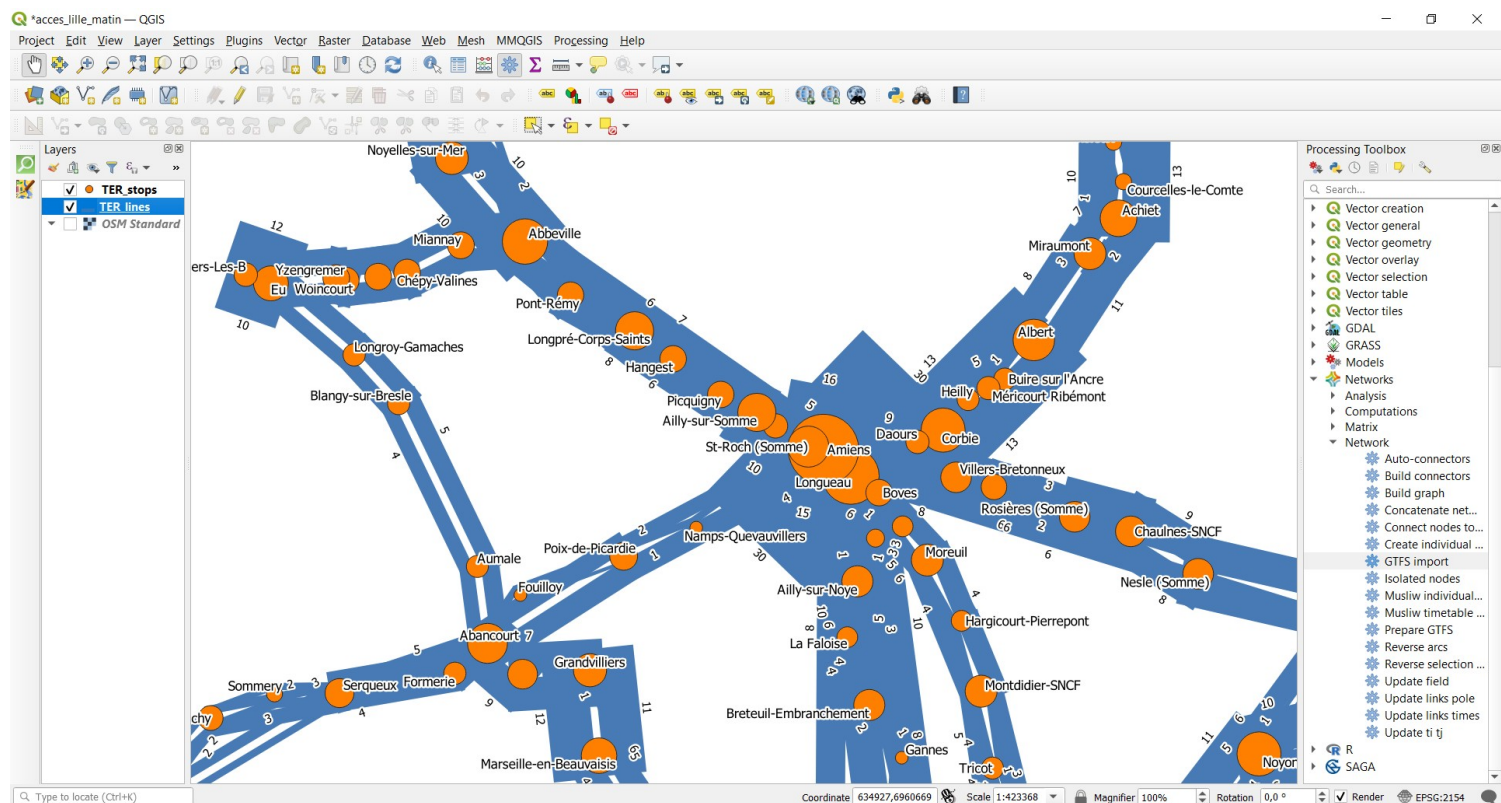 *acces_lille_matin — QGIS
Project Edit View Layer Settings Plugins Vector Raster Database Web Mesh MMQGIS Processing Help
Layers
TER_stops
TER_lines
OSM Standard
Noyelles-sur-Mer
Abbeville
Miannay
ers-Les-B
Yzengremer
Eu
Woincourt
Chépy-Valines
Pont-Rémy
Longpré-Corps-Saints
Hangest
Longroy-Gamaches
Blangy-sur-Bresle
Picquigny
Ailly-sur-Somme
St-Roch (Somme)
Amiens
Longueau
Boves
Daours
Corbie
Heilly
Buire sur l'Ancre
Méricourt Ribémont
Albert
Miraumont
Achiet
Courcelles-le-Comte
Villers-Bretonneux
Rosières (Somme)
Chaulnes-SNCF
Nesle (Somme)
Namps-Quevauvillers
Poix-de-Picardie
Fouilloy
Aumale
Abancourt
Moreuil
Ailly-sur-Noye
Hargicourt-Pierrepont
La Faloise
Grandvilliers
Formerie
Serqueux
Sommery
chy
Montdidier-SNCF
Breteuil-Embranchement
Gannes
Tricot
Marseille-en-Beauvaisis
Noyon
Processing Toolbox
Search...
Vector creation
Vector general
Vector geometry
Vector overlay
Vector selection
Vector table
Vector tiles
GDAL
GRASS
Models
Networks
Analysis
Computations
Matrix
Network
Auto-connectors
Build connectors
Build graph
Concatenate net...
Connect nodes to...
Create individual ...
GTFS import
Isolated nodes
Musliw individual...
Musliw timetable ...
Prepare GTFS
Reverse arcs
Reverse selection ...
Update field
Update links pole
Update links times
Update ti tj
R
SAGA
Type to locate (Ctrl+K)
Coordinate 634927,6960669 Scale 1:423368 Magnifier 100% Rotation 0,0 ° Render EPSG:2154